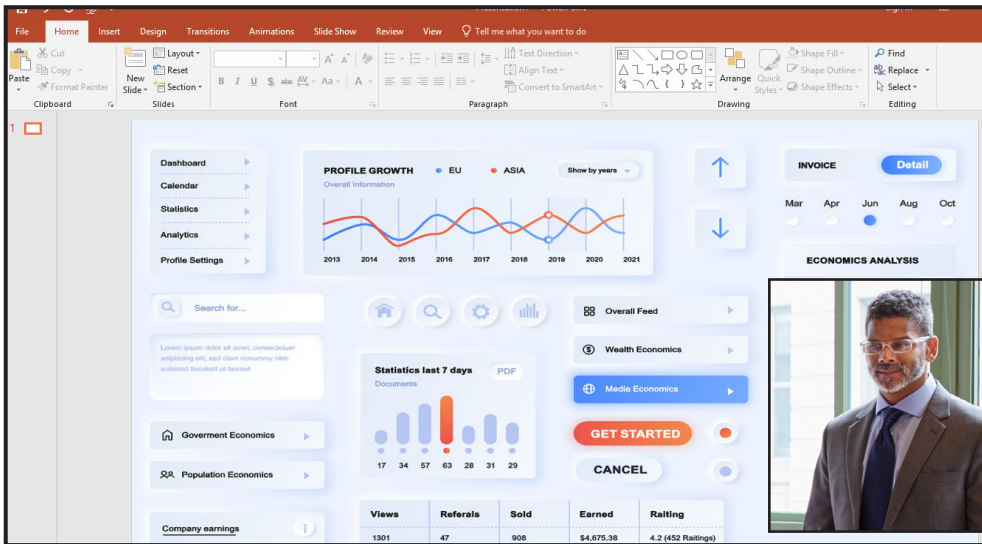 File Home Insert Design Transitions Animations Slide Show Review View Tell me what you want to do
Cut
Copy
Format Painter
Paste
Clipboard
New Slide
Layout
Reset
Section
Slides
B I U S abc AV Aa A
Font
Text Direction
Align Text
Convert to SmartArt
Paragraph
Arrange
Quick Styles
Shape Fill
Shape Outline
Shape Effects
Drawing
Find
Replace
Select
Editing
1
Dashboard
Calendar
Statistics
Analytics
Profile Settings
PROFILE GROWTH EU ASIA Show by years
Overall Information
2013 2014 2015 2016 2017 2018 2019 2020 2021
INVOICE Detail
Mar Apr Jun Aug Oct
ECONOMICS ANALYSIS
Search for...
Lorem ipsum dolor sit amet, consectetuer
adipiscing elit, sed diam nonummy nibh
euismod tincidunt ut laoreet
Goverment Economics
Population Economics
Company earnings
i
Statistics last 7 days PDF
Documents
17 34 57 63 28 31 29
Overall Feed
$ Wealth Economics
Media Economics
GET STARTED
CANCEL
Views Referals Sold Earned Raiting
1301 47 908 $4,675.38 4.2 (452 Raitings)